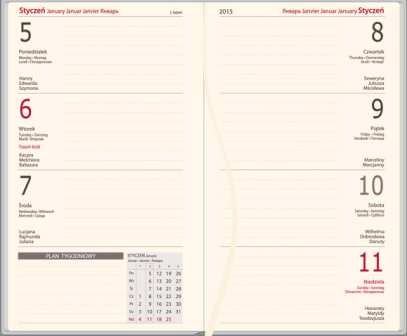 Styczeń January Januar Janvier Январь
5
Poniedziałek
Monday • Montag
Lundi • Понедельник
Hanny
Edwarda
Szymona
6
Wtorek
Tuesday • Dienstag
Mardi • Вторник
Trzech Króli
Kacpra
Melchiora
Baltazara
7
Środa
Wednesday • Mittwoch
Mercredi • Среда
Lucjana
Rajmunda
Juliana
PLAN TYGODNIOWY
STYCZEŃ January
Januar • Janvier • Январь
1 2 3 4 5
Pn 5 12 19 26
Wt 6 13 20 27
Śr 7 14 21 28
Cz 1 8 15 22 29
Pt 2 9 16 23 30
So 3 10 17 24 31
Nd 4 11 18 25
2015
Январь Janvier Januar January Styczeń
8
Czwartek
Thursday • Donnerstag
Jeudi • Четверг
Seweryna
Juliusza
Mścisława
9
Piątek
Friday • Freitag
Vendredi • Пятница
Marceliny
Marcjanny
10
Sobota
Saturday • Samstag
Samedi • Суббота
Wilhelma
Dobrosława
Danuty
11
Niedziela
Sunday • Sonntag
Dimanche • Воскресенье
Honoraty
Matyldy
Teodozjusza